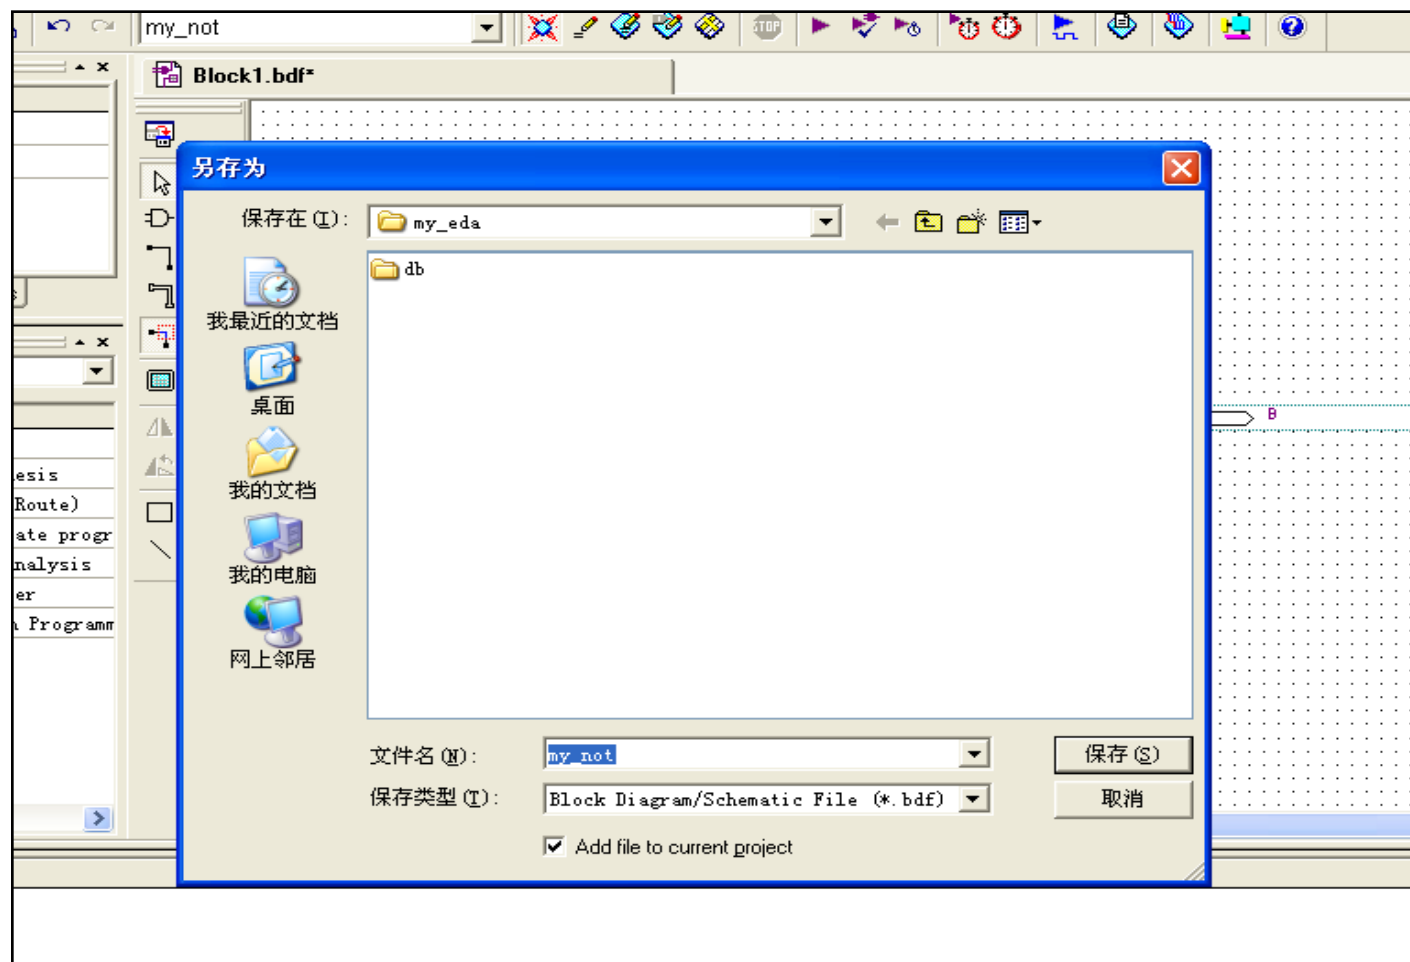 my_not
Block1.bdf*
另存为
保存在(I):
my_eda
db
我最近的文档
桌面
我的文档
我的电脑
网上邻居
esis
Route)
ate progr
nalysis
er
Programm
B
文件名(N):
my_not
保存(S)
保存类型(T):
Block Diagram/Schematic File (*.bdf)
取消
Add file to current project
STOP